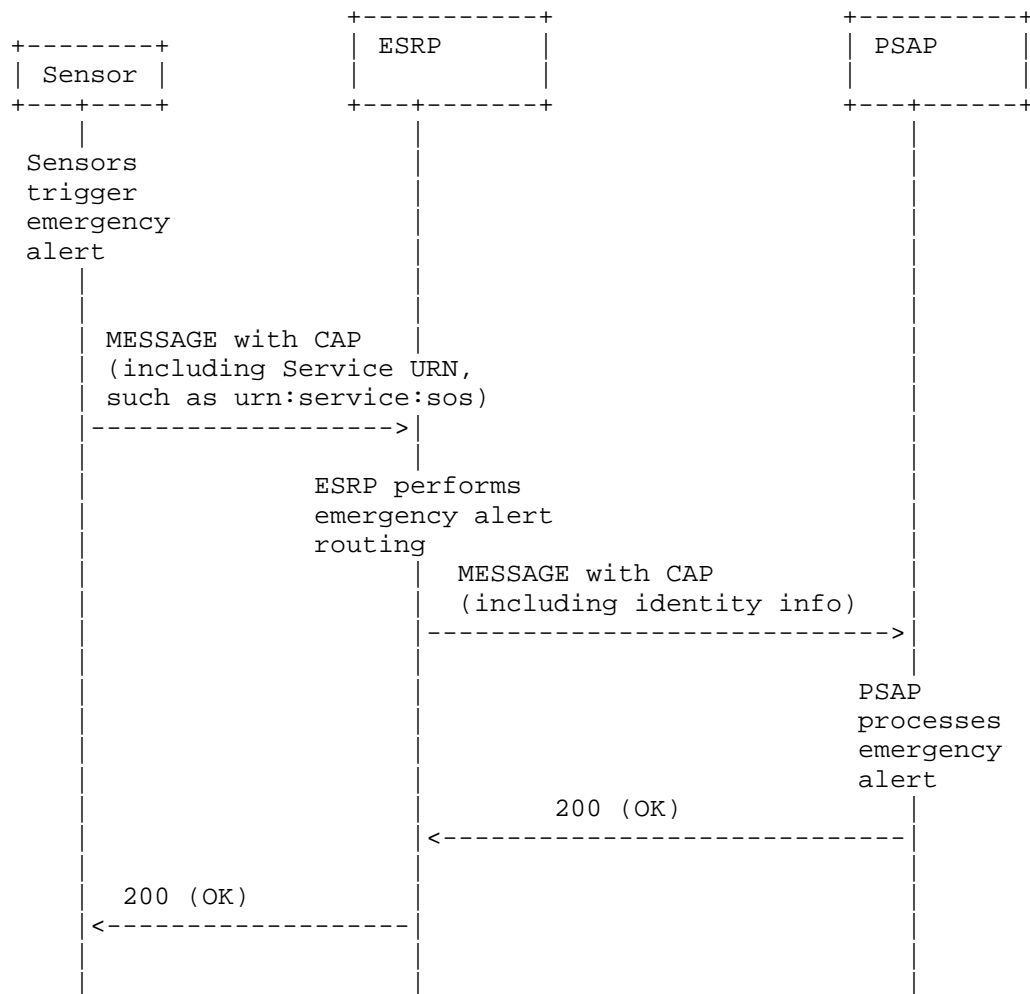 ESRP
PSAP
Sensor
Sensors
trigger
emergency
alert
MESSAGE with CAP
(including Service URN,
such as urn:service:sos)
ESRP performs
emergency alert
routing
MESSAGE with CAP
(including identity info)
PSAP
processes
emergency
alert
200 (OK)
200 (OK)